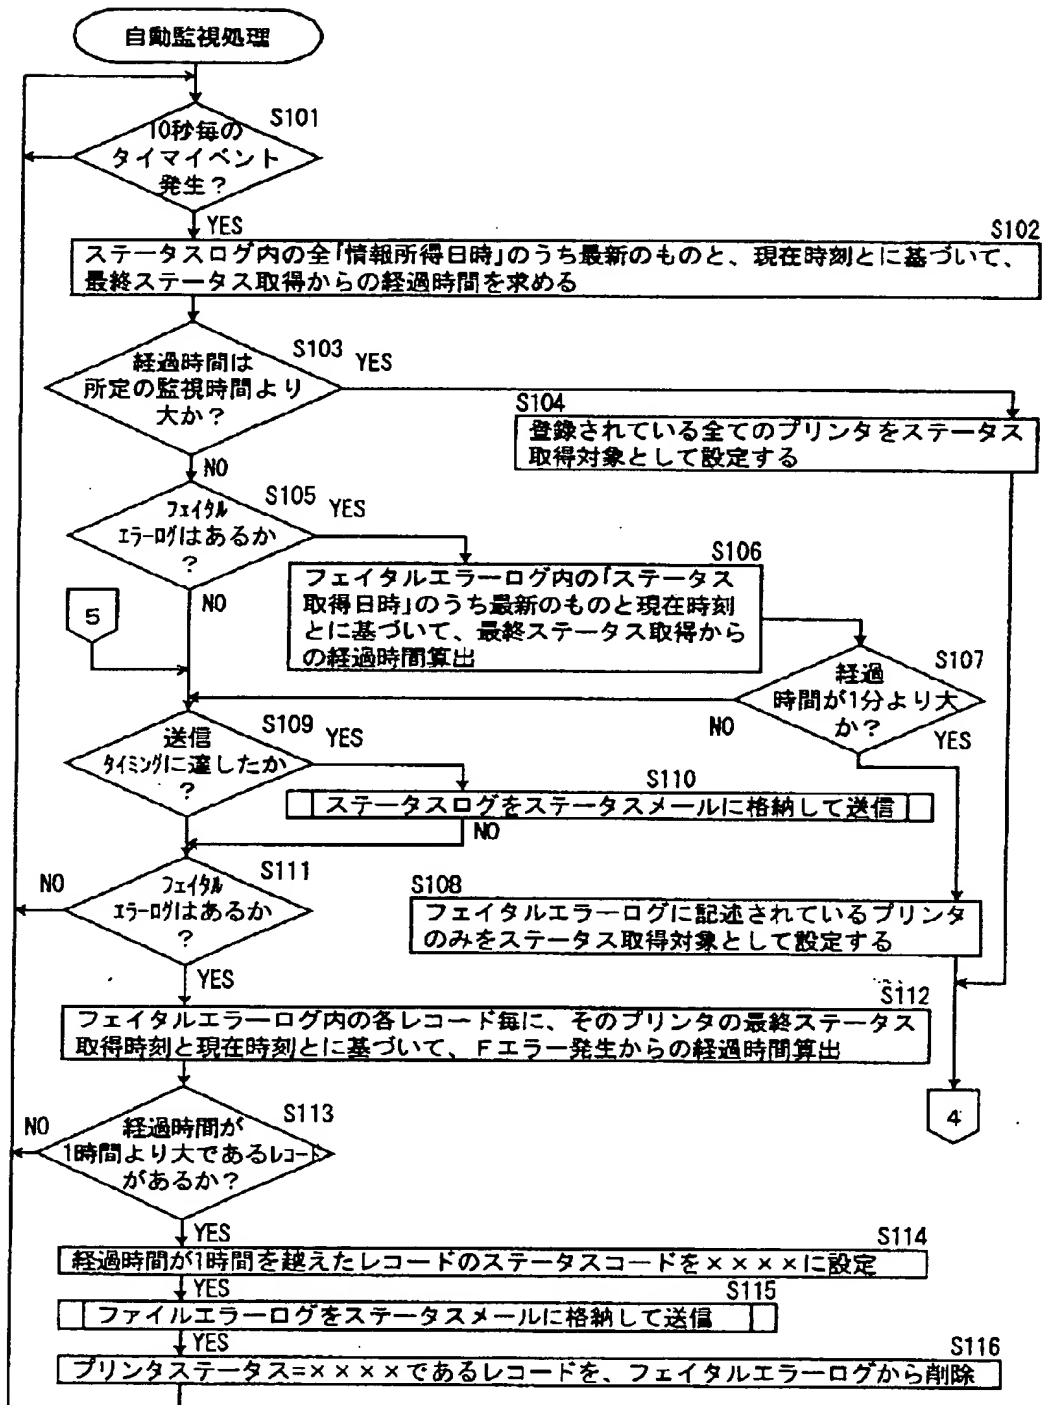 自動監視処理
S101
10秒毎の
タイマイベント
発生？
YES
S102
ステータスログ内の全｢情報所得日時｣のうち最新のものと、現在時刻とに基づいて、
最終ステータス取得からの経過時間を求める
S103
経過時間は
所定の監視時間より
大か？
YES
S104
登録されている全てのプリンタをステータス
取得対象として設定する
NO
S105
ﾌｪｲﾀﾙ
ｴﾗｰﾛｸﾞはあるか
？
YES
S106
フェイタルエラーログ内の｢ステータス
取得日時｣のうち最新のものと現在時刻
とに基づいて、最終ステータス取得から
の経過時間算出
NO
5
S107
経過
時間が1分より大
か？
NO
YES
S109
送信
ﾀｲﾐﾝｸﾞに達したか
？
YES
S110
ステータスログをステータスメールに格納して送信
NO
S111
ﾌｪｲﾀﾙ
ｴﾗｰﾛｸﾞはあるか
？
NO
S108
フェイタルエラーログに記述されているプリンタ
のみをステータス取得対象として設定する
YES
S112
フェイタルエラーログ内の各レコード毎に、そのプリンタの最終ステータス
取得時刻と現在時刻とに基づいて、Ｆエラー発生からの経過時間算出
4
S113
経過時間が
1時間より大であるﾚｺｰﾄﾞ
があるか？
NO
YES
S114
経過時間が1時間を越えたレコードのステータスコードを××××に設定
YES
S115
ファイルエラーログをステータスメールに格納して送信
YES
S116
プリンタステータス=××××であるレコードを、フェイタルエラーログから削除